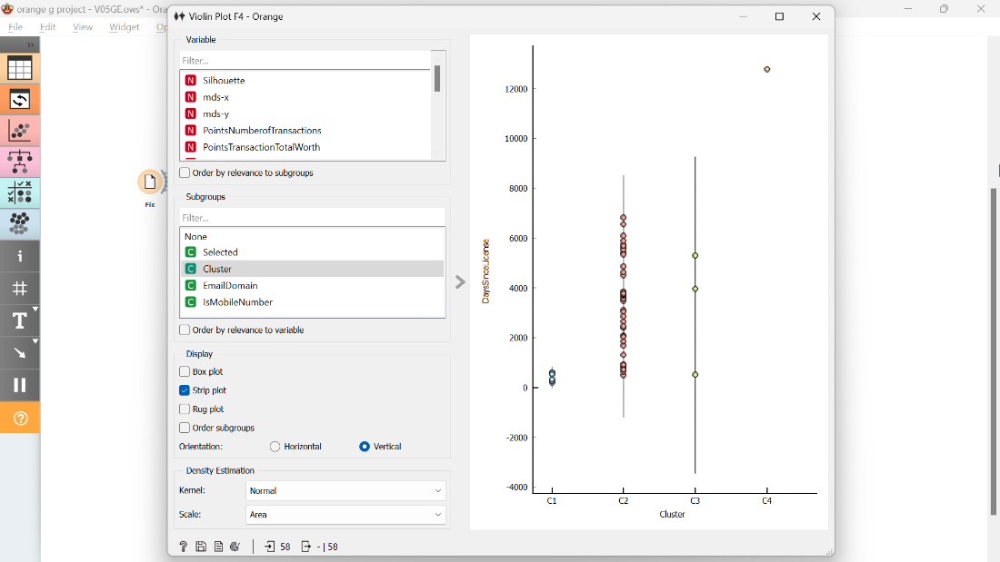 orange g project - V05GE.ows* - Ora
File Edit View Widget Op
File
Violin Plot F4 - Orange
Variable
Filter...
N Silhouette
N mds-x
N mds-y
N PointsNumberofTransactions
N PointsTransactionTotalWorth
Order by relevance to subgroups
Subgroups
Filter...
None
C Selected
C Cluster
C EmailDomain
C IsMobileNumber
Order by relevance to variable
Display
Box plot
Strip plot
Rug plot
Order subgroups
Orientation: Horizontal Vertical
Density Estimation
Kernel: Normal
Scale: Area
? 58 - | 58
12000
10000
8000
6000
4000
2000
0
-2000
-4000
DaysSinceLicense
C1 C2 C3 C4
Cluster